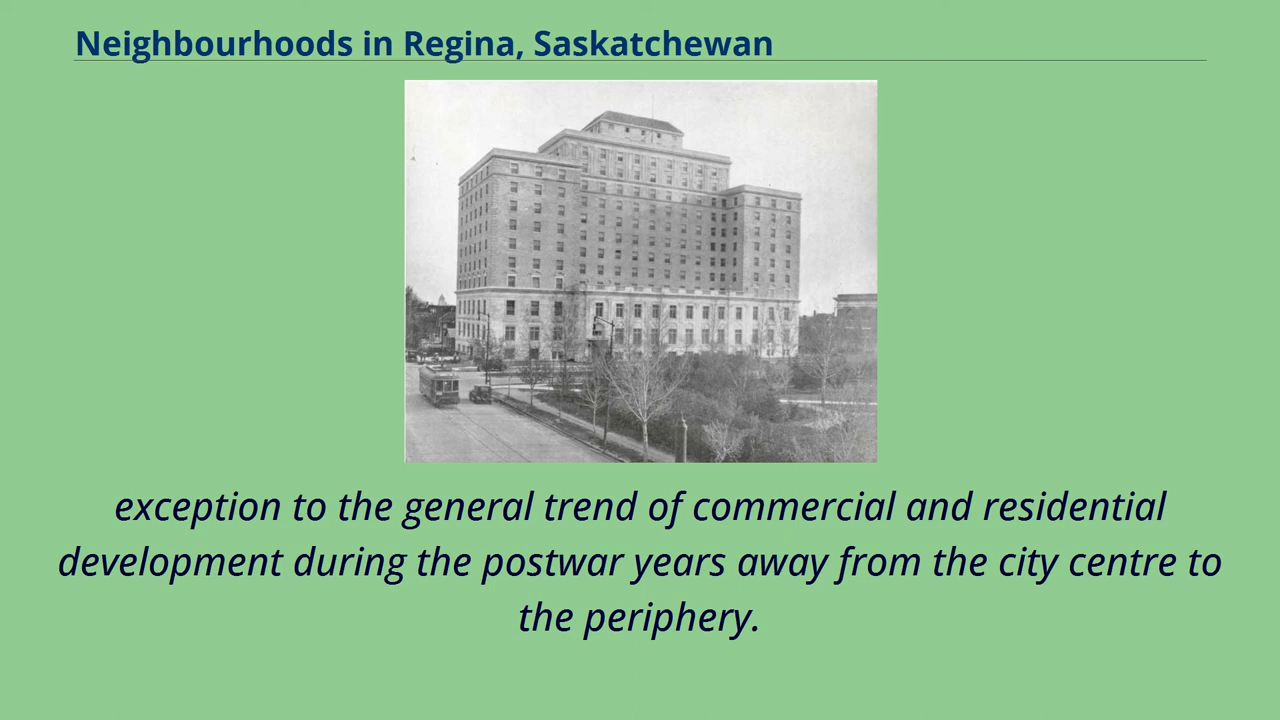 Neighbourhoods in Regina, Saskatchewan
exception to the general trend of commercial and residential
development during the postwar years away from the city centre to
the periphery.